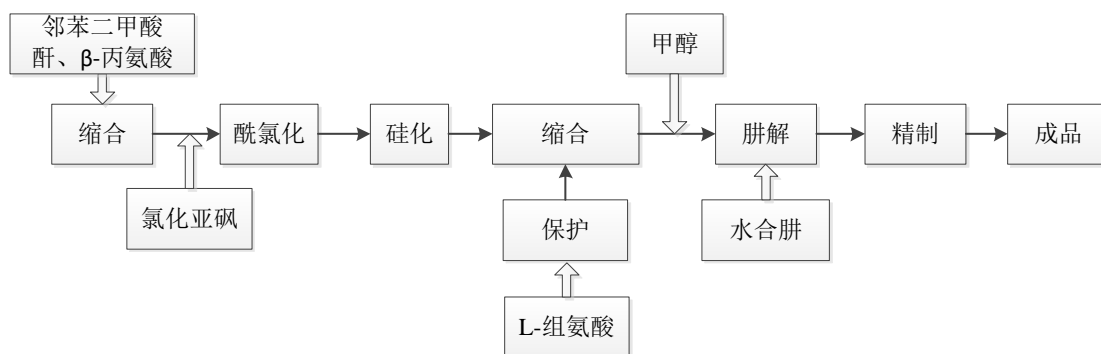 邻苯二甲酸
酐、β-丙氨酸
甲醇
缩合
酰氯化
硅化
缩合
肼解
精制
成品
氯化亚砜
保护
水合肼
L-组氨酸